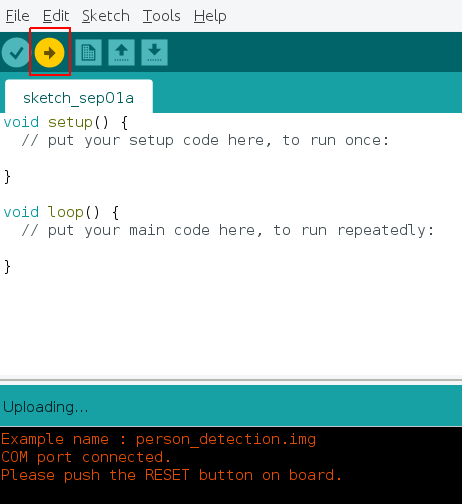 File Edit Sketch Tools Help
sketch_sep01a
void setup() {
  // put your setup code here, to run once:
}
void loop() {
  // put your main code here, to run repeatedly:
}
Uploading...
Example name : person_detection.img
COM port connected.
Please push the RESET button on board.